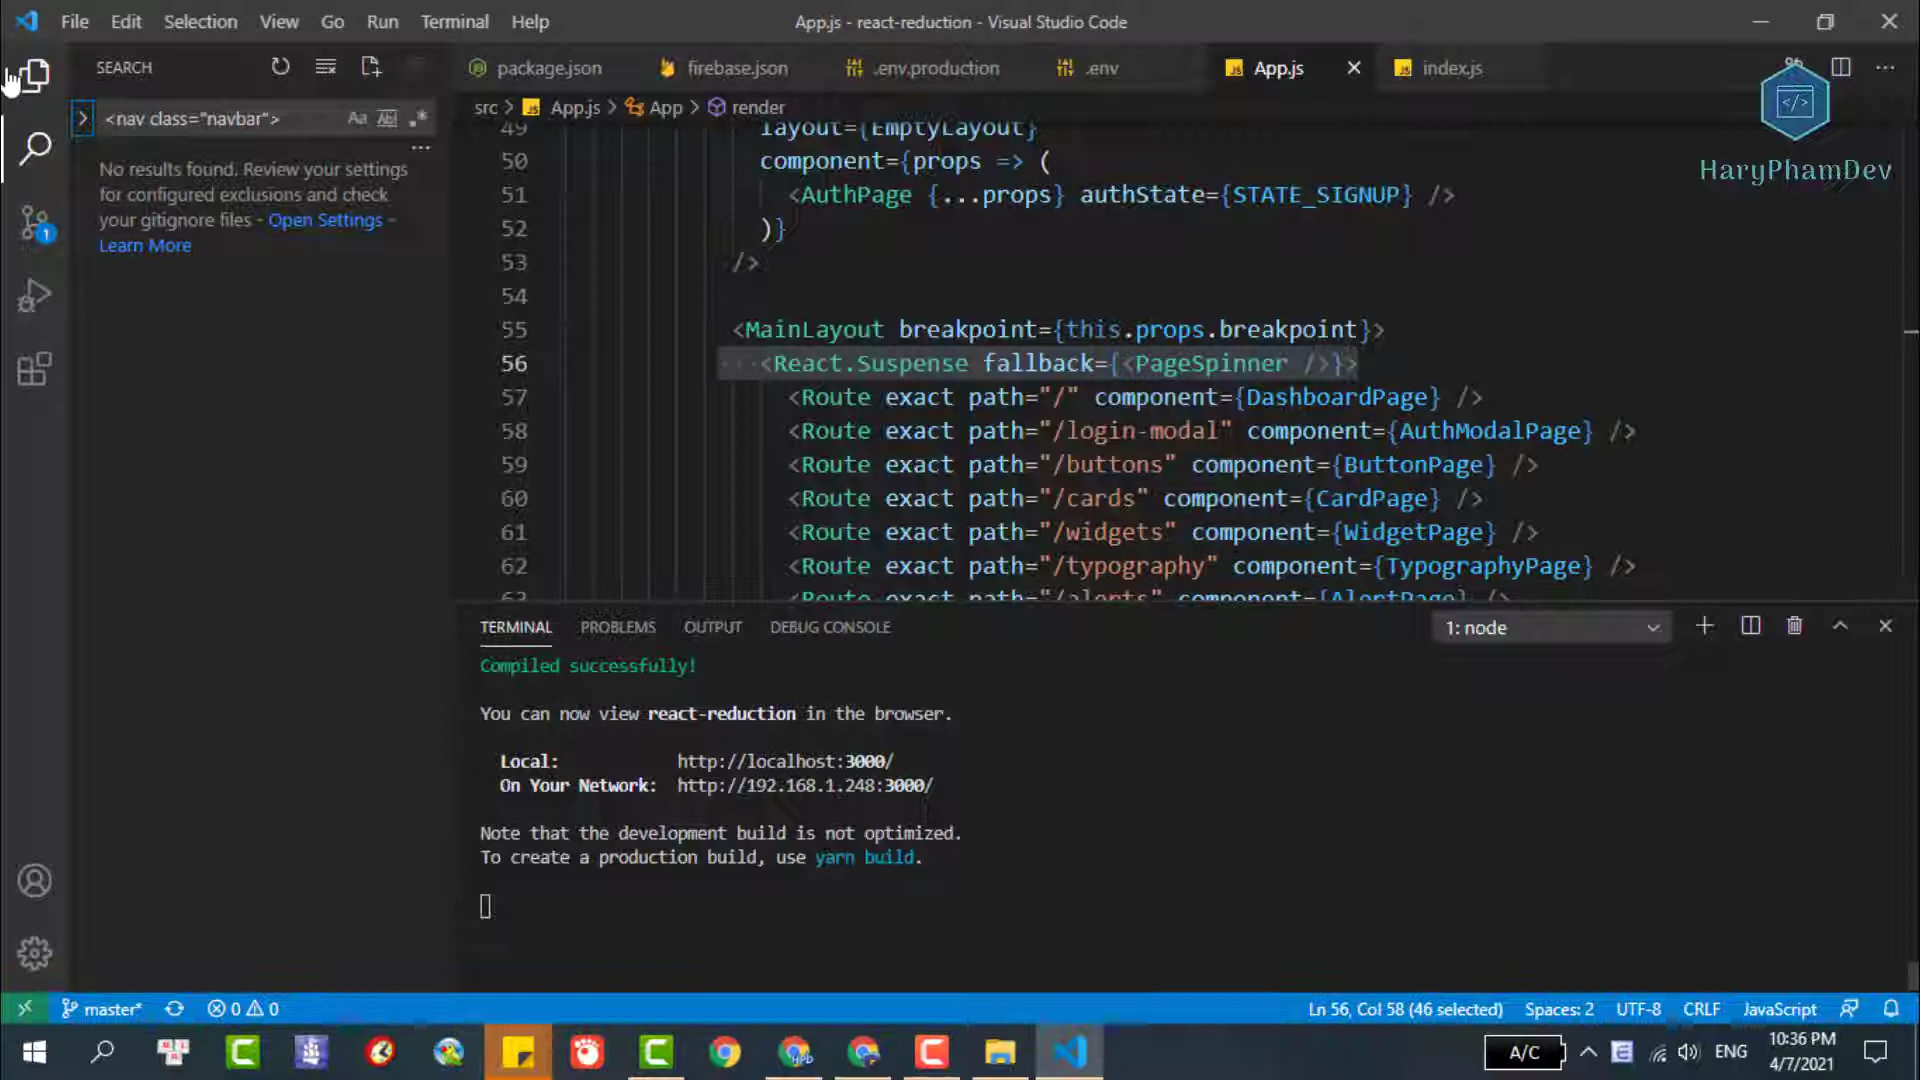 File Edit Selection View Go Run Terminal Help
App.js - react-reduction - Visual Studio Code
SEARCH
<nav class="navbar">
Aa
No results found. Review your settings
for configured exclusions and check
your gitignore files - Open Settings -
Learn More
package.json firebase.json .env.production .env App.js index.js
src > App.js > App > render
49 layout={EmptyLayout}
50 component={props => (
51 <AuthPage {...props} authState={STATE_SIGNUP} />
52 )}
53 />
54
55 <MainLayout breakpoint={this.props.breakpoint}>
56 <React.Suspense fallback={<PageSpinner />}>
57 <Route exact path="/" component={DashboardPage} />
58 <Route exact path="/login-modal" component={AuthModalPage} />
59 <Route exact path="/buttons" component={ButtonPage} />
60 <Route exact path="/cards" component={CardPage} />
61 <Route exact path="/widgets" component={WidgetPage} />
62 <Route exact path="/typography" component={TypographyPage} />
63 <Route exact path="/alerts" component={AlertPage} />
</> 
HaryPhamDev
1
TERMINAL PROBLEMS OUTPUT DEBUG CONSOLE
1: node
Compiled successfully!
You can now view react-reduction in the browser.
Local: http://localhost:3000/
On Your Network: http://192.168.1.248:3000/
Note that the development build is not optimized.
To create a production build, use yarn build.
master* 0 0
Ln 56, Col 58 (46 selected) Spaces: 2 UTF-8 CRLF JavaScript
A/C ENG
10:36 PM
4/7/2021